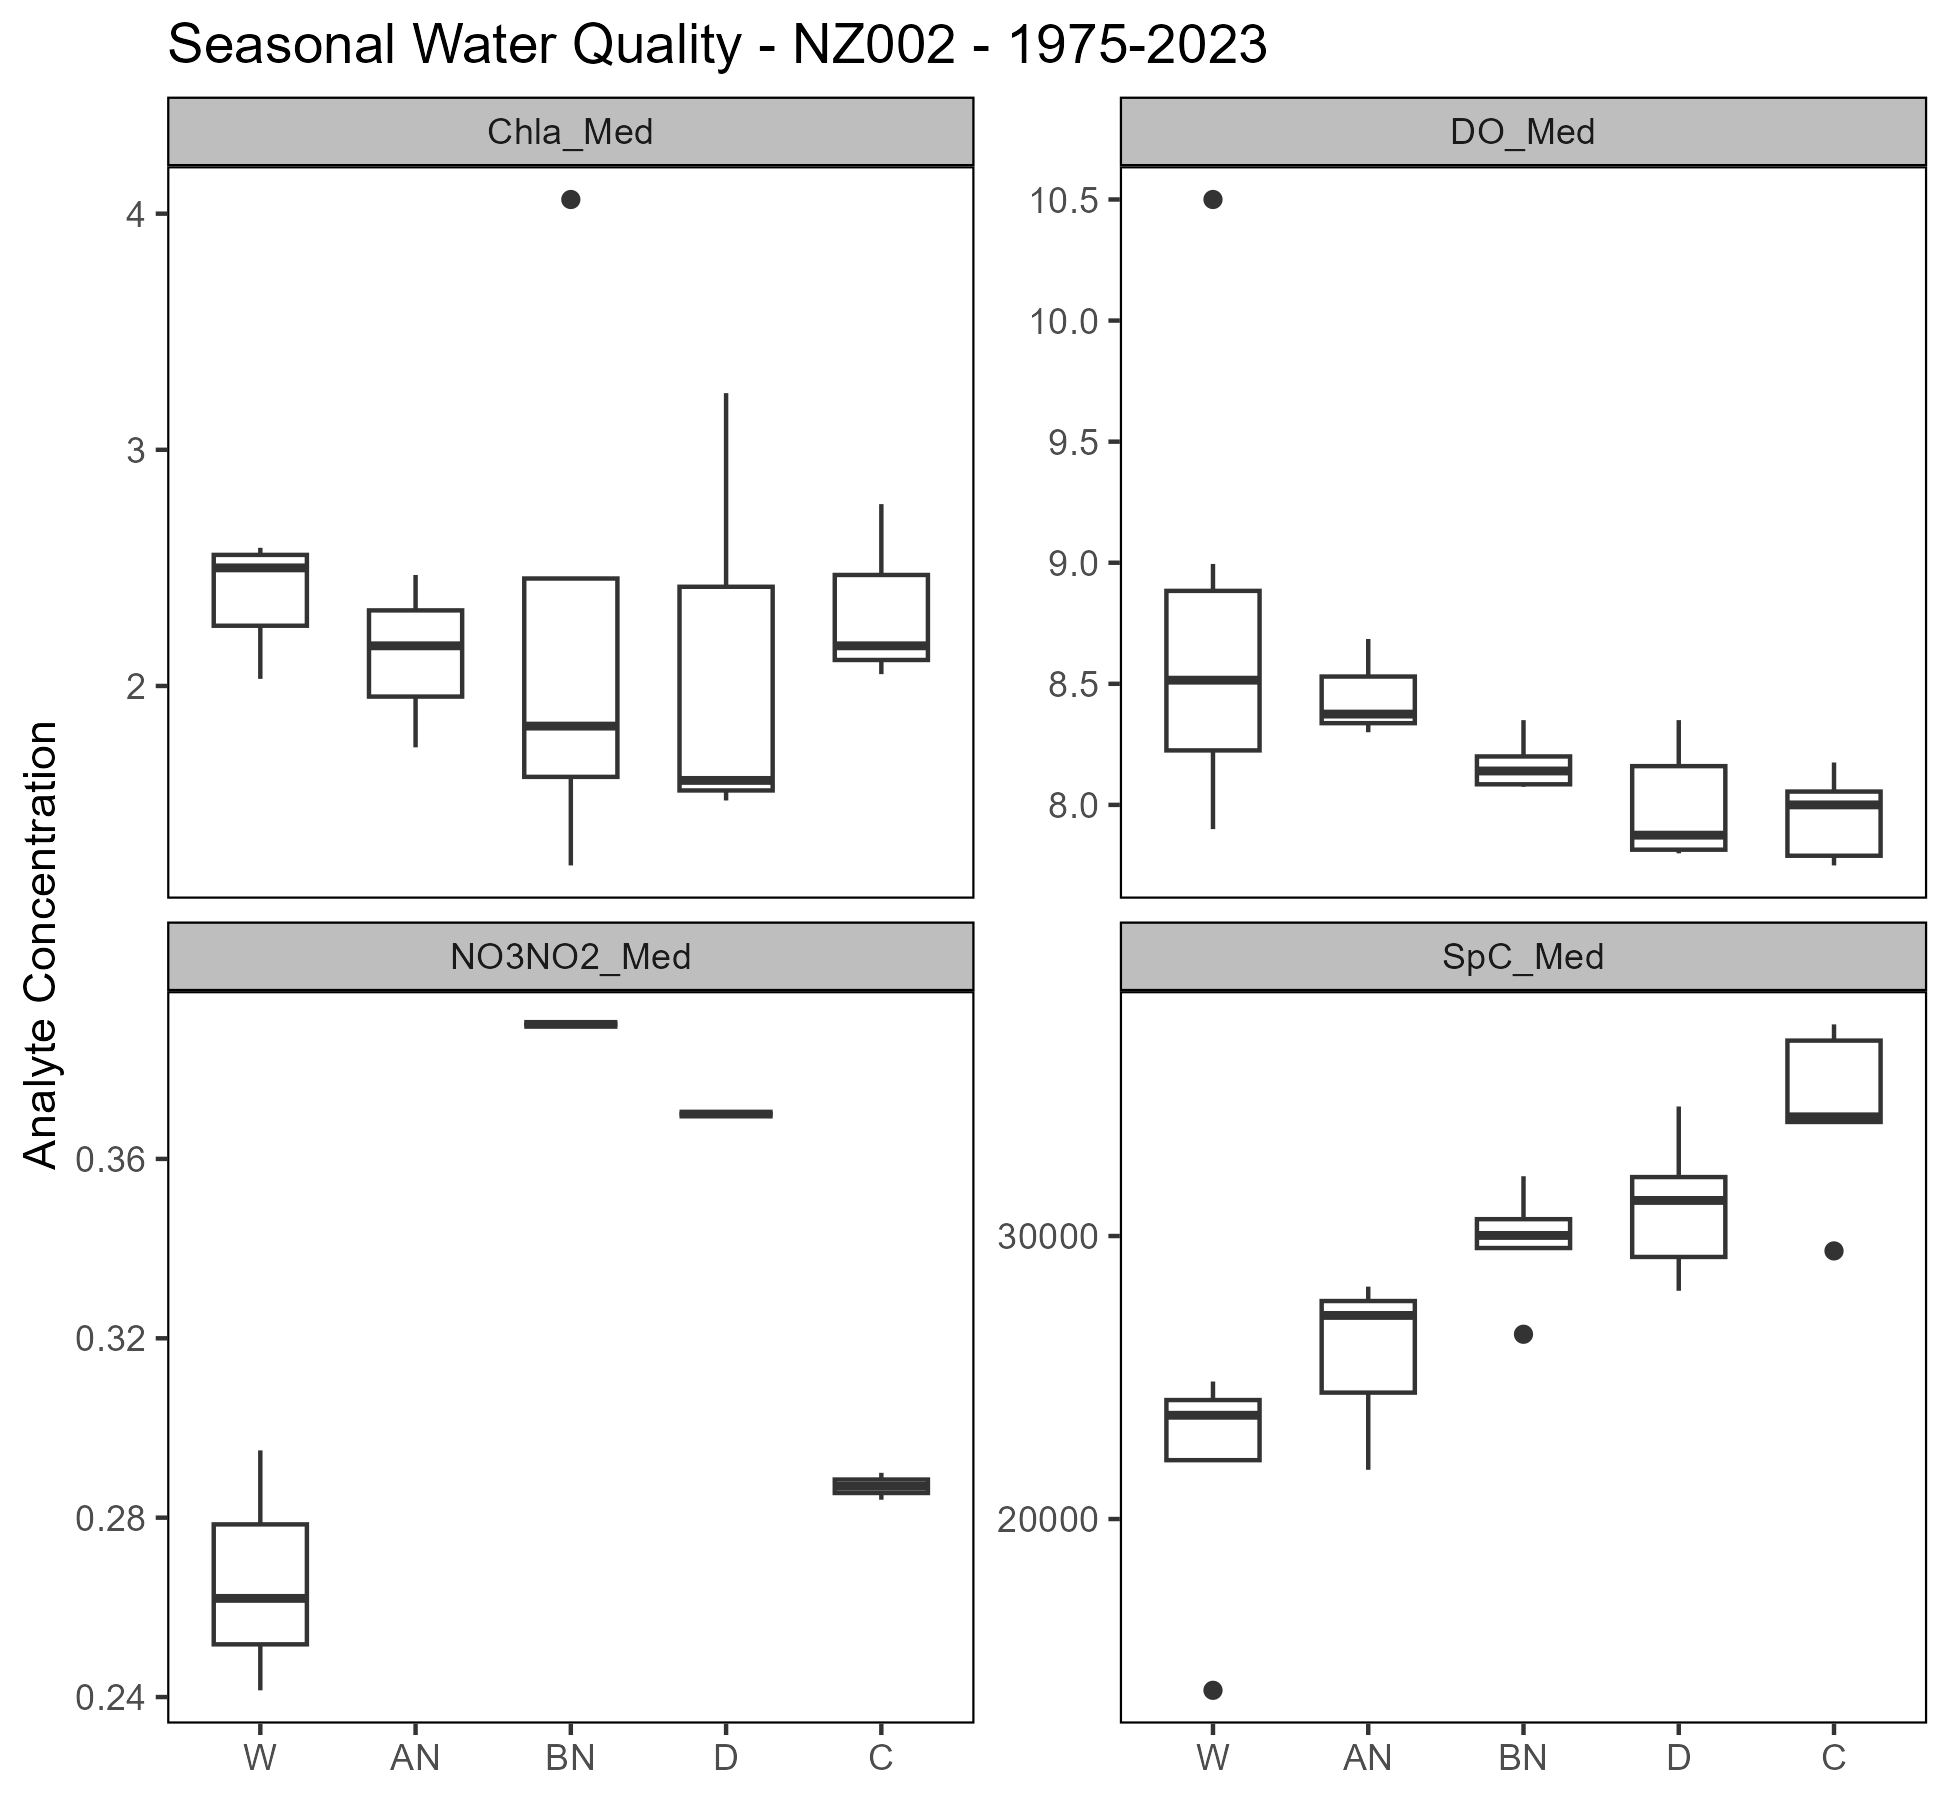 Seasonal Water Quality - NZ002 - 1975-2023
Chla_Med
DO_Med
4
3
2
10.5
10.0
9.5
9.0
8.5
8.0
Analyte Concentration
NO3NO2_Med
SpC_Med
0.36
0.32
0.28
0.24
30000
20000
W AN BN D C
W AN BN D C